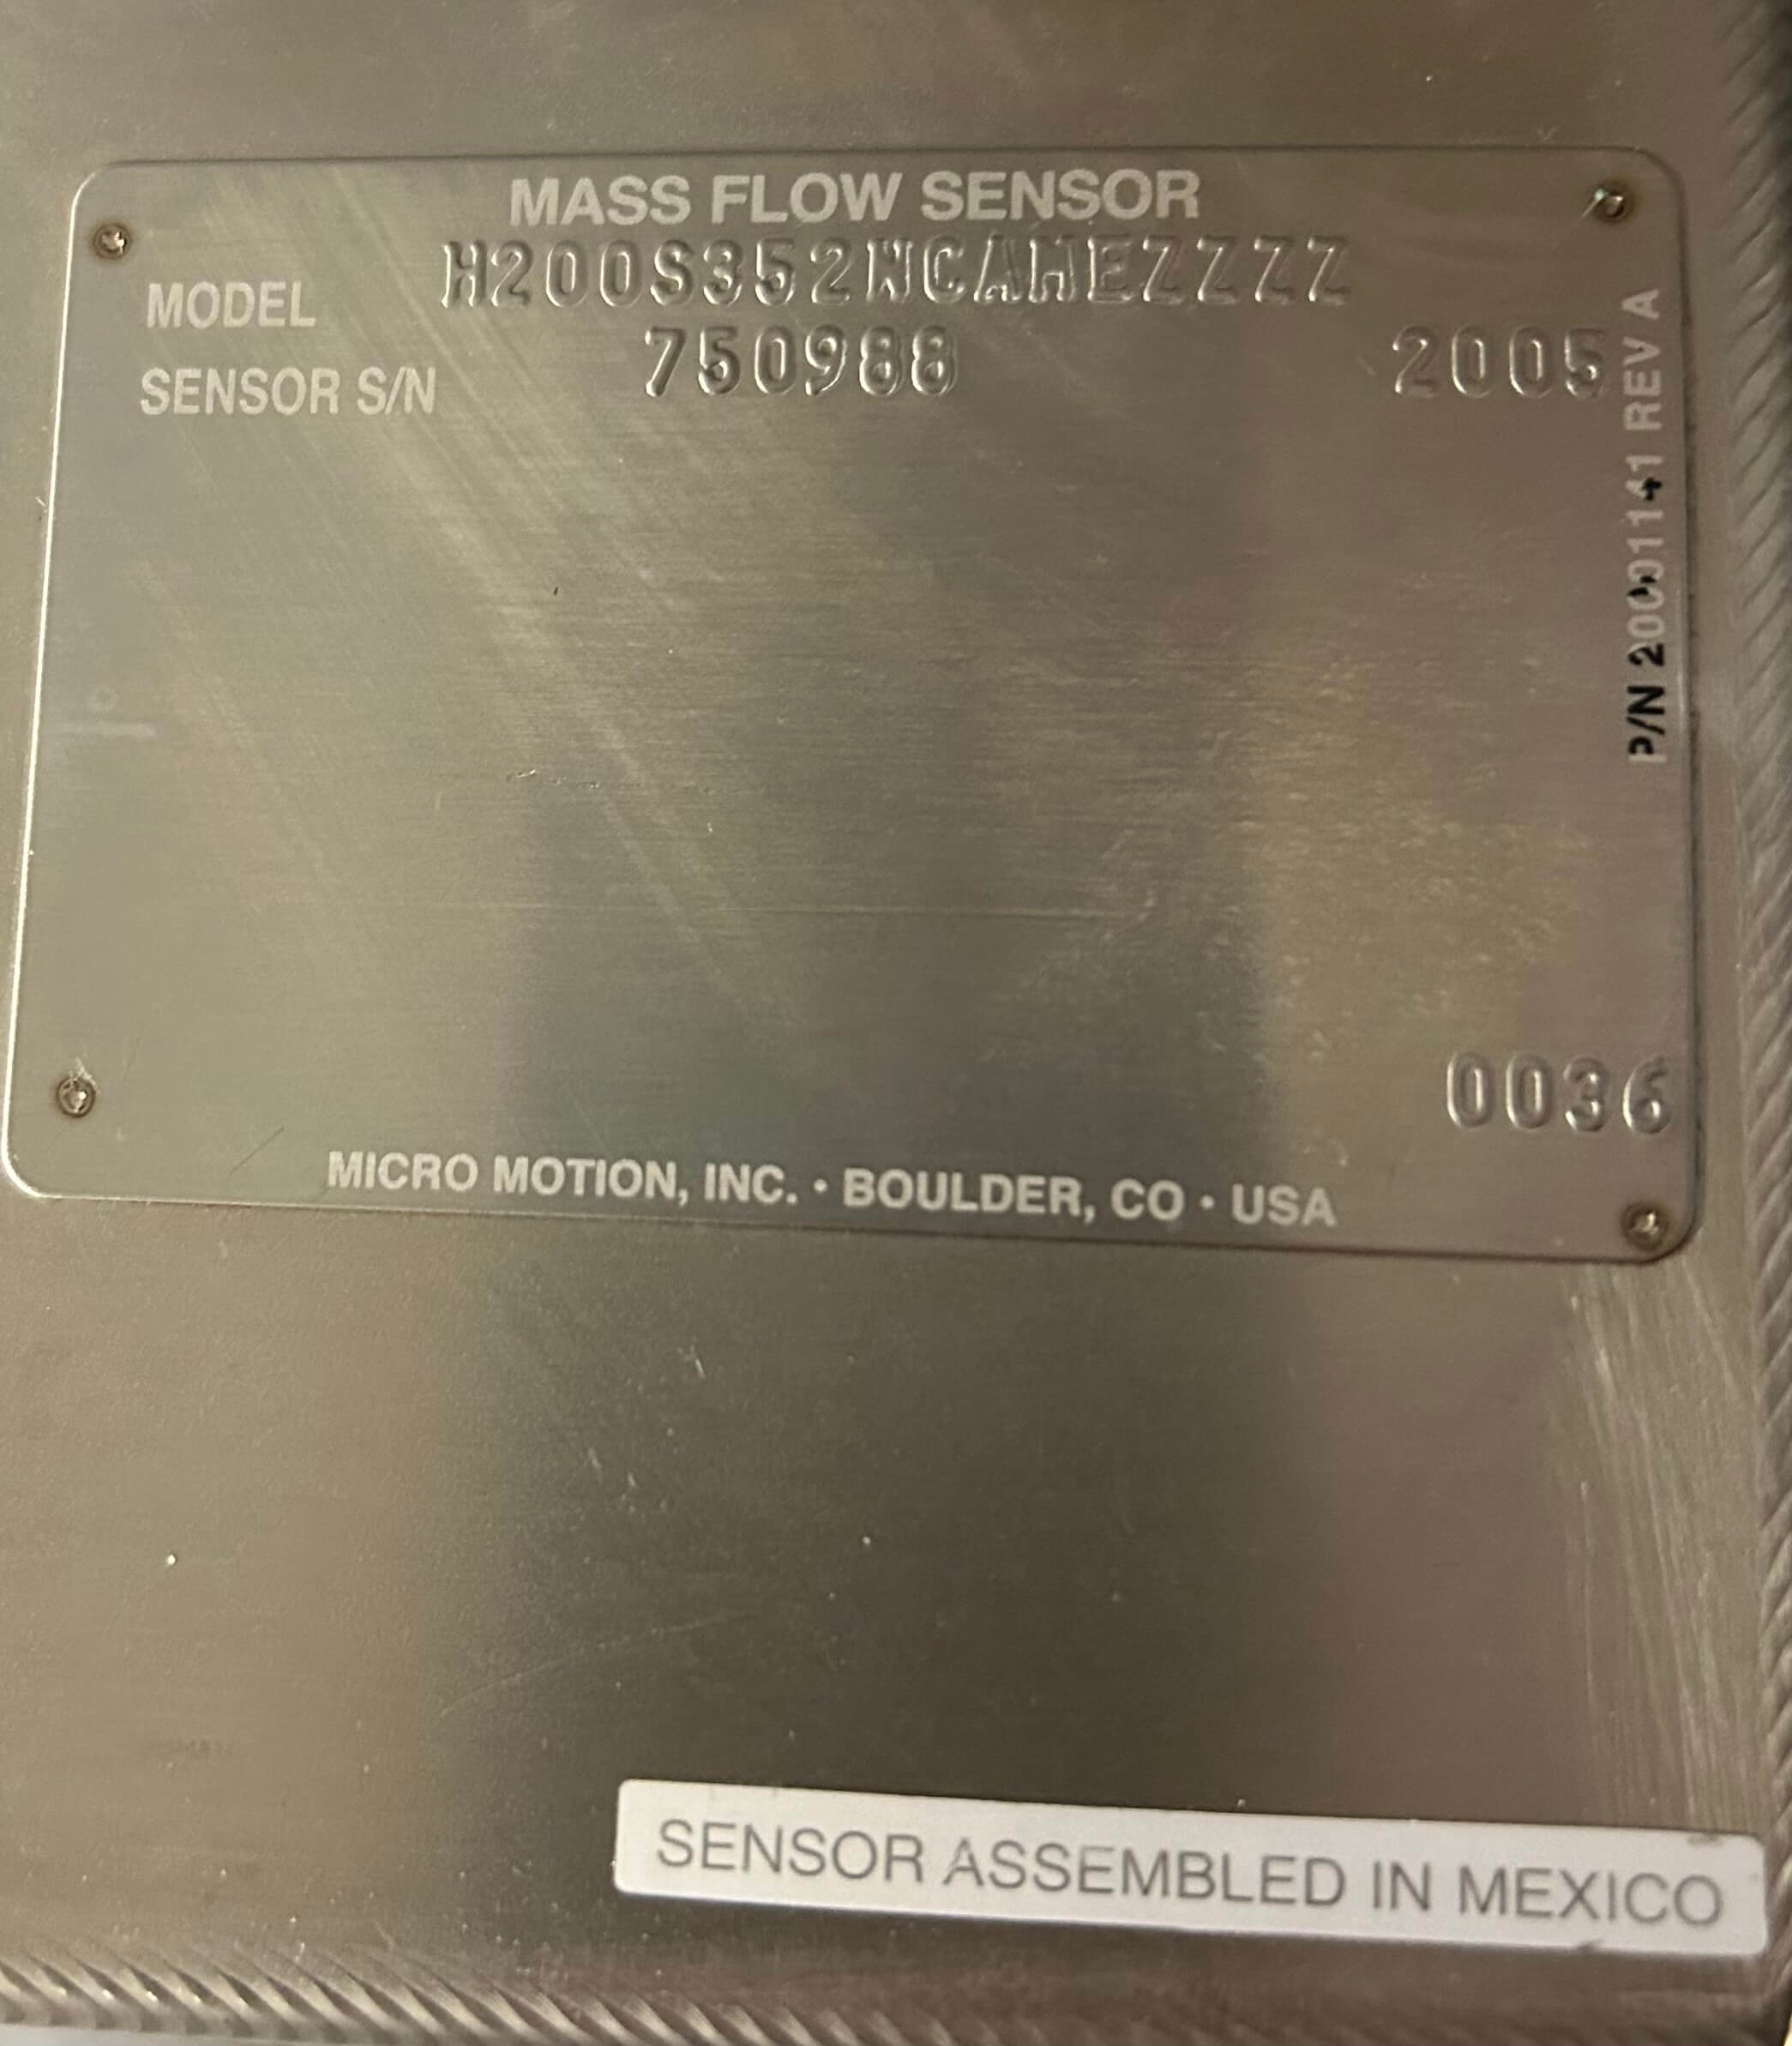 MASS FLOW SENSOR
MODEL H200S352NCAMEZZZZ
SENSOR S/N 750988 2005
P/N 20001141 REV A
0036
MICRO MOTION, INC. • BOULDER, CO • USA
SENSOR ASSEMBLED IN MEXICO